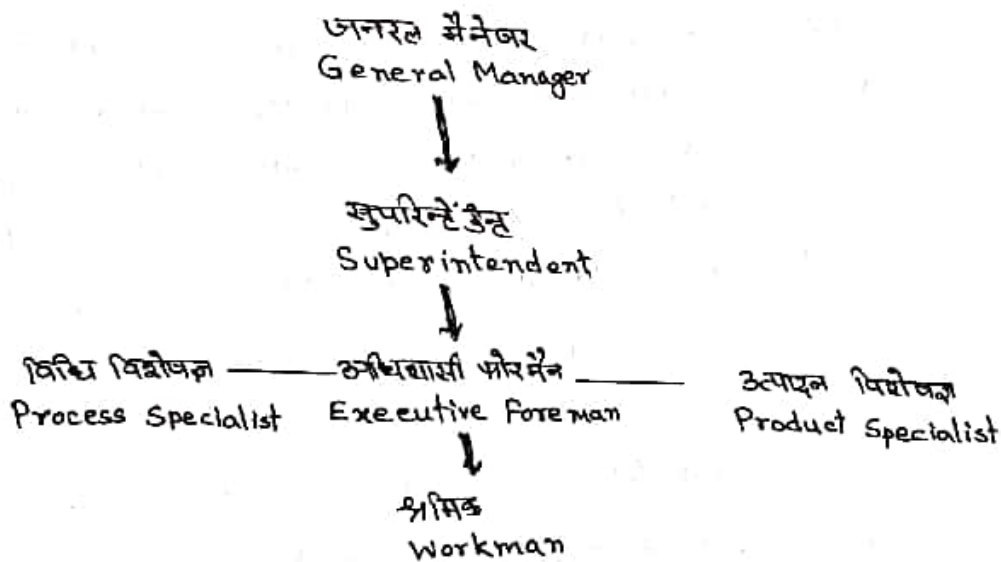 जनरल मैनेजर
General Manager
सुपरिन्टेंडेन्ट
Superintendent
विधि विशेषज्ञ अधिशासी फोरमैन उत्पादन विशेषज्ञ
Process Specialist Executive Foreman Product Specialist
श्रमिक
Workman